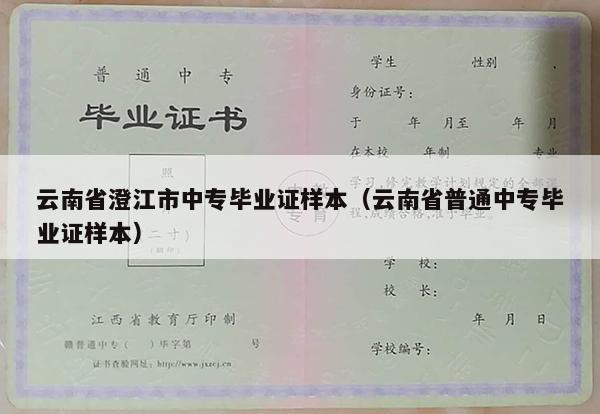 普通中专
毕业证书
照
二寸）
江西省教育厅印制
赣普通中专（　）毕字第　　号
证书查验网址：http://www.jxzcj.cn
云南省澄江市中专毕业证样本（云南省普通中专毕
业证样本）
学生　　性别
身份证号：
于　　年　月至　　年　月
在本校　　年制　　专业
学习，修完教学计划规定的全部课
程，成绩合格，准予毕业。
学　校：
校　长：
年　月　日
学校编号：